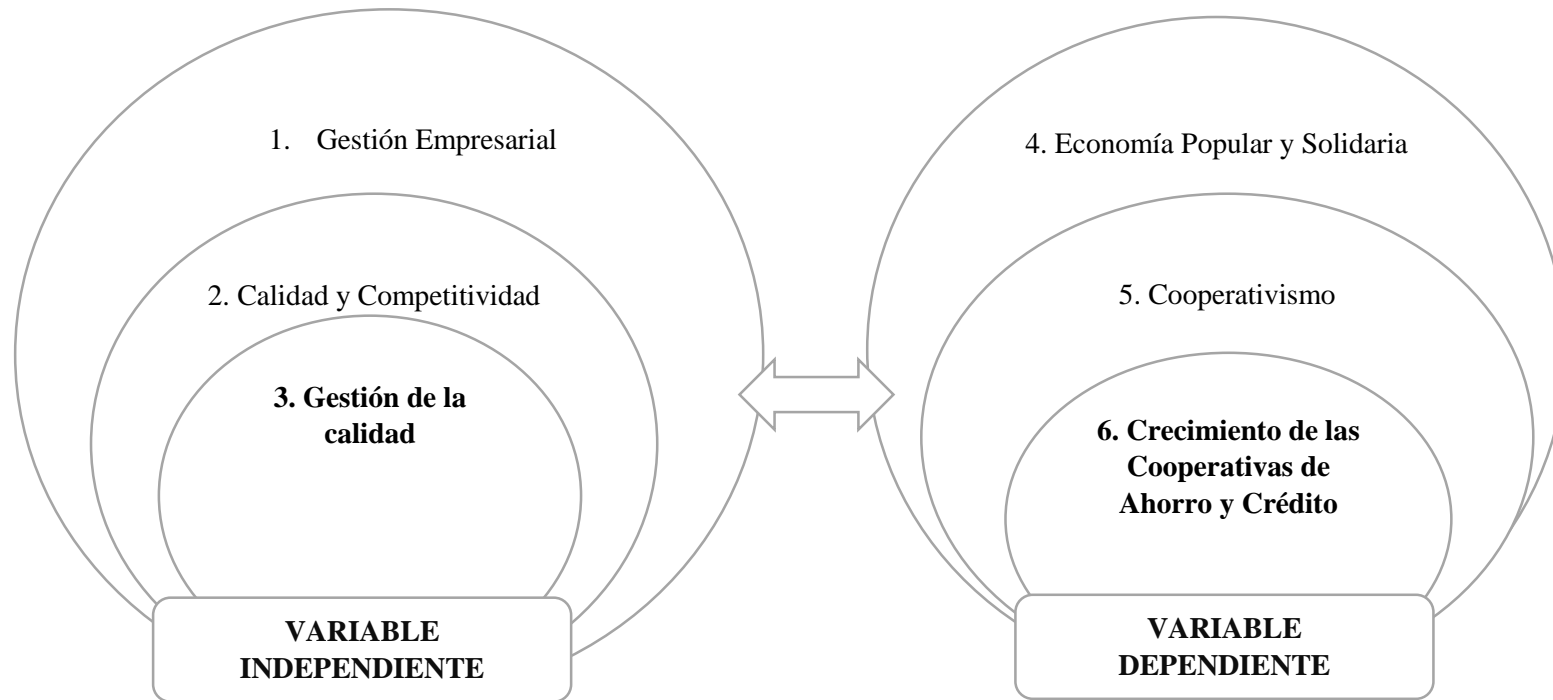 1. Gestión Empresarial
2. Calidad y Competitividad
3. Gestión de la
calidad
VARIABLE
INDEPENDIENTE
4. Economía Popular y Solidaria
5. Cooperativismo
6. Crecimiento de las
Cooperativas de
Ahorro y Crédito
VARIABLE
DEPENDIENTE